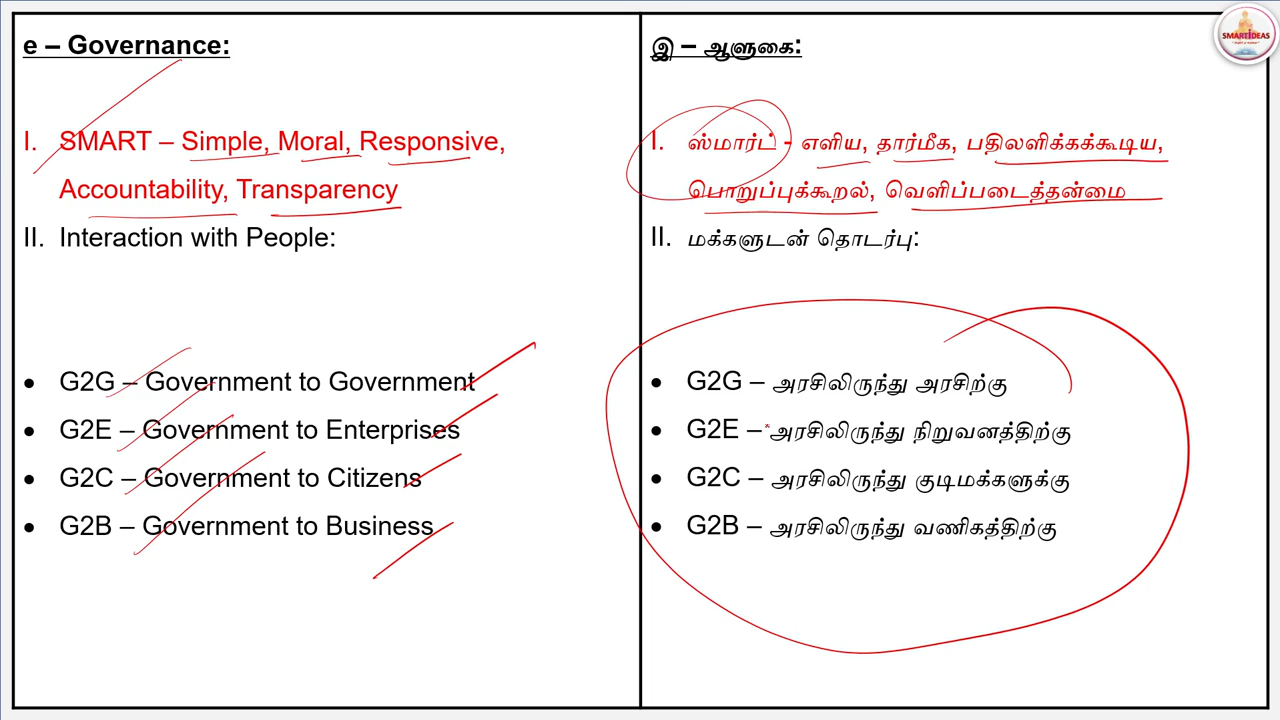 e – Governance:
I. SMART – Simple, Moral, Responsive,
Accountability, Transparency
II. Interaction with People:
• G2G – Government to Government
• G2E – Government to Enterprises
• G2C – Government to Citizens
• G2B – Government to Business
இ – ஆளுகை:
I. ஸ்மார்ட் - எளிய, தார்மீக, பதிலளிக்கக்கூடிய,
பொறுப்புக்கூறல், வெளிப்படைத்தன்மை
II. மக்களுடன் தொடர்பு:
• G2G – அரசிலிருந்து அரசிற்கு
• G2E – அரசிலிருந்து நிறுவனத்திற்கு
• G2C – அரசிலிருந்து குடிமக்களுக்கு
• G2B – அரசிலிருந்து வணிகத்திற்கு
SMARTIDEAS